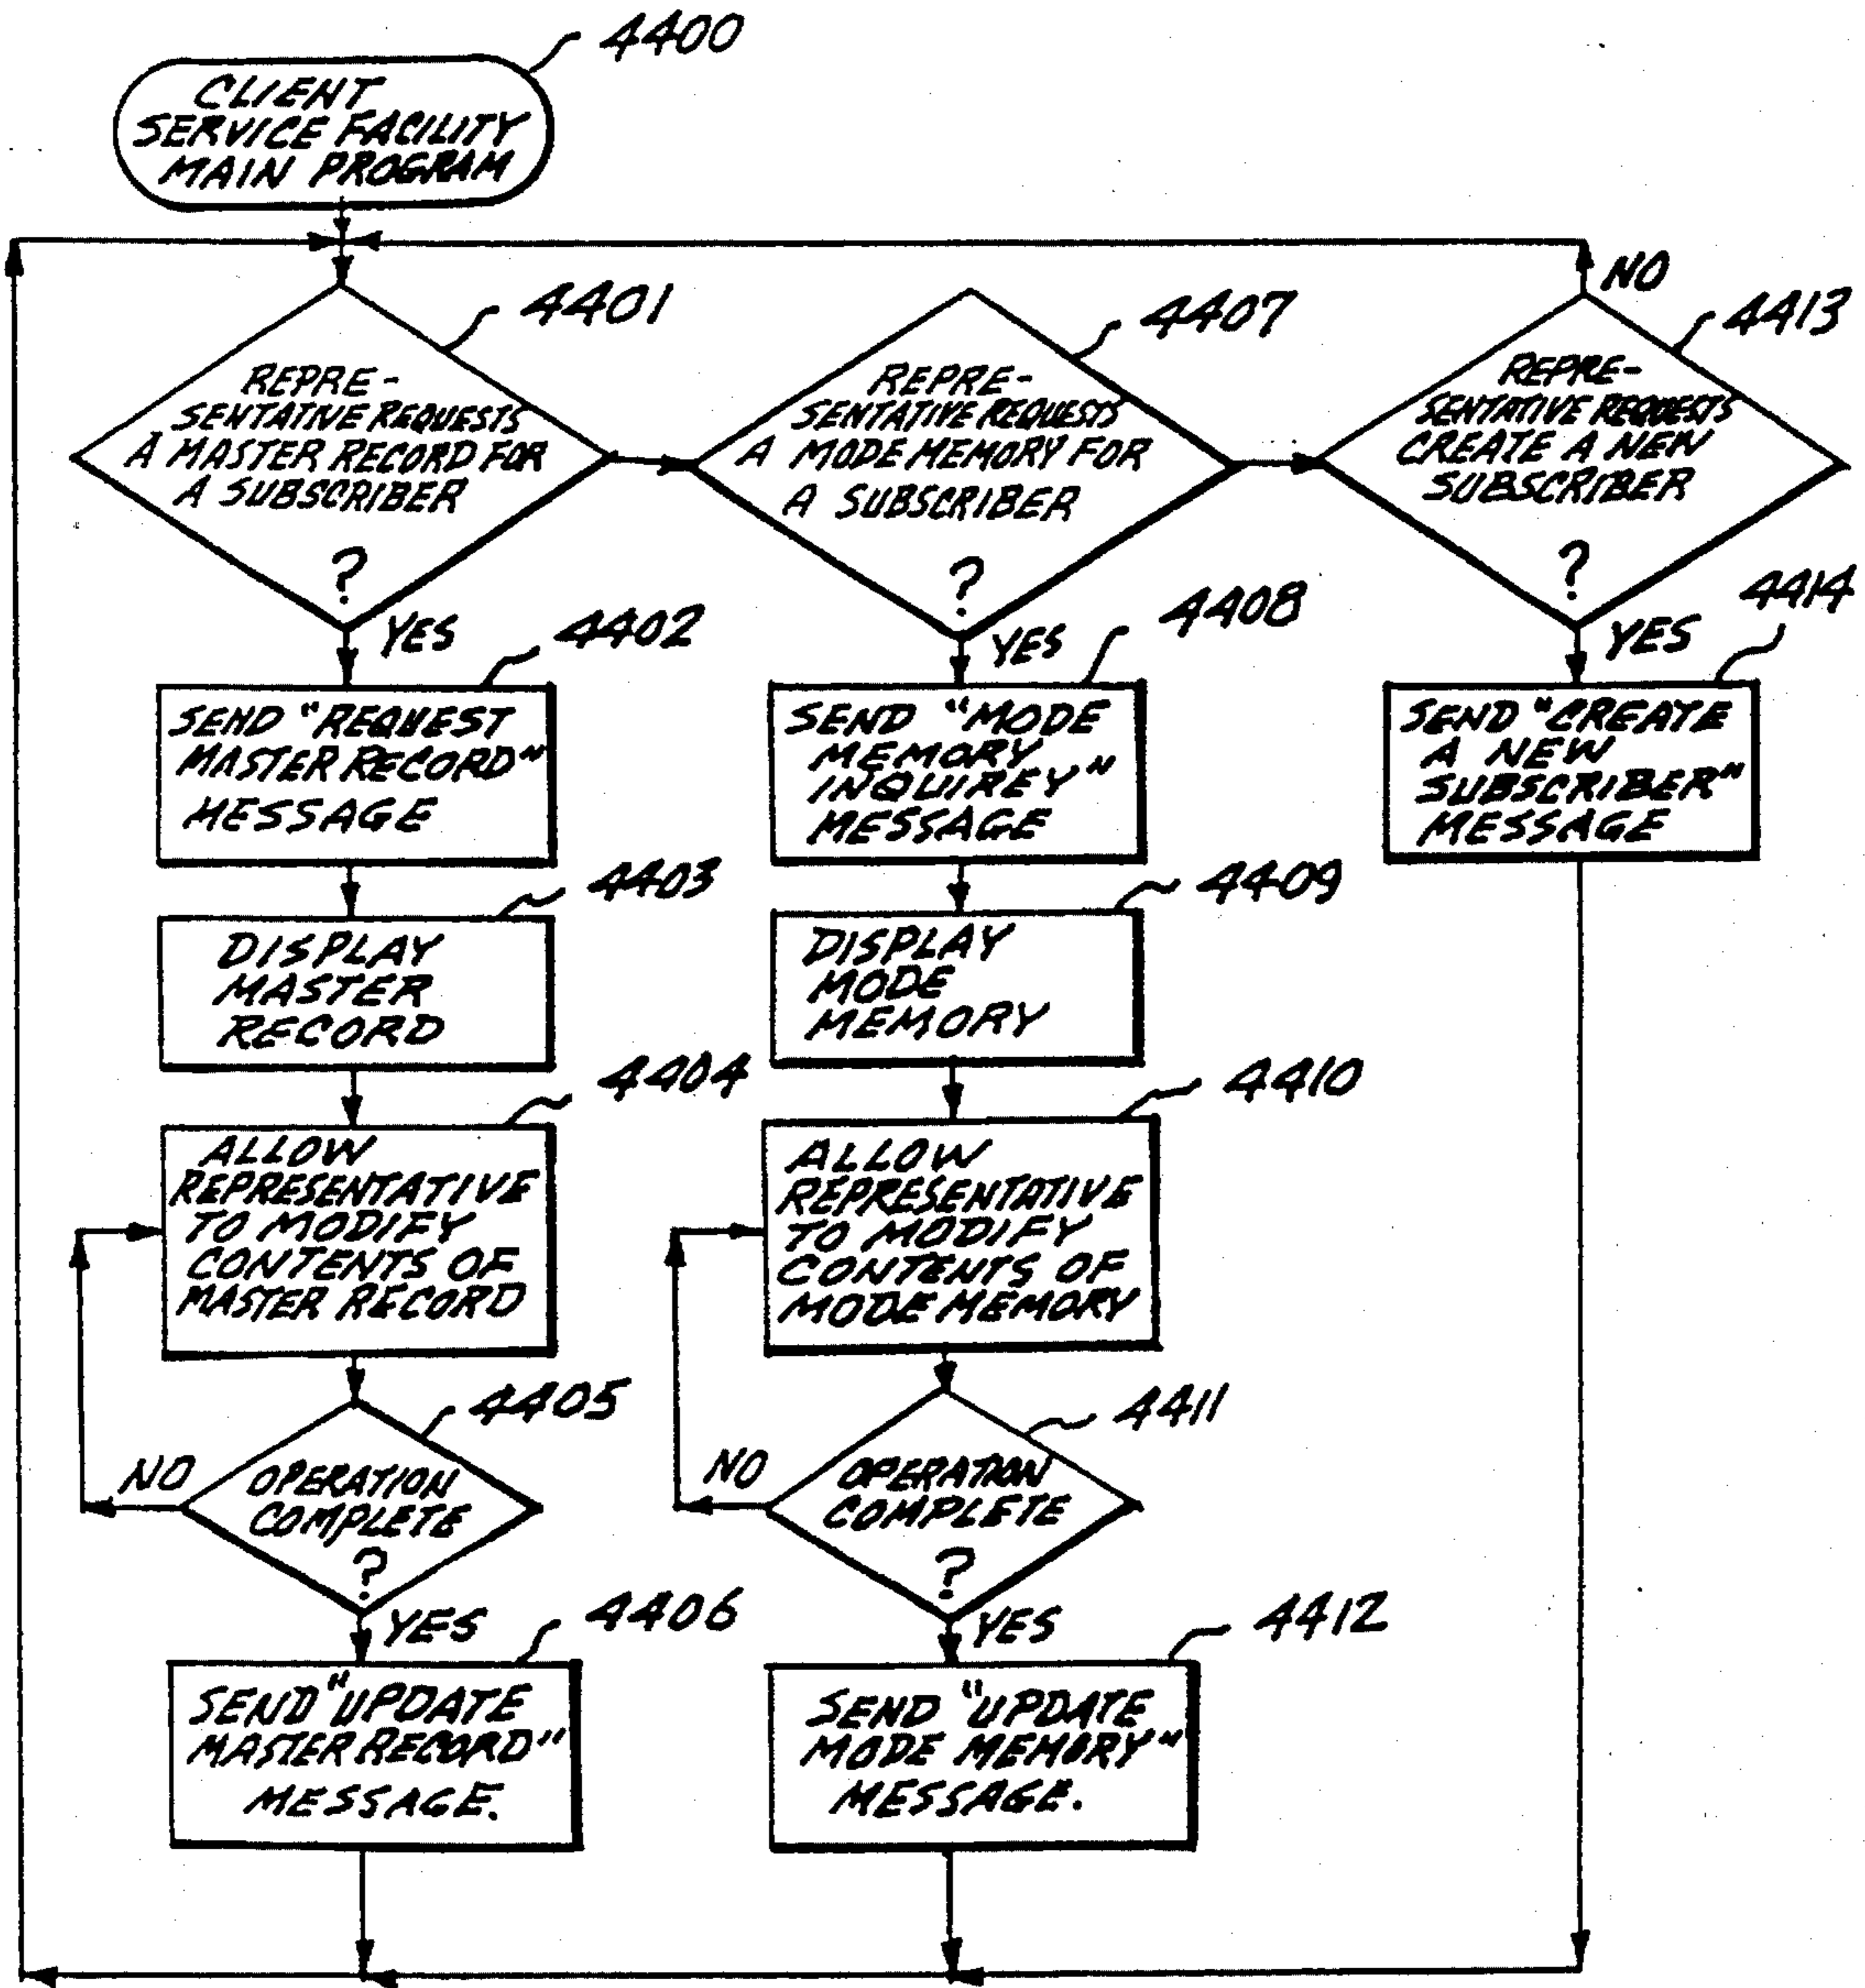 4400
CLIENT
SERVICE FACILITY
MAIN PROGRAM
NO
4401
REPRE-
SENTATIVE REQUESTS
A MASTER RECORD FOR
A SUBSCRIBER
?
4407
REPRE-
SENTATIVE REQUESTS
A MODE MEMORY FOR
A SUBSCRIBER
?
4413
REPRE-
SENTATIVE REQUESTS
CREATE A NEW
SUBSCRIBER
?
YES
4402
SEND "REQUEST
MASTER RECORD"
MESSAGE
YES
4408
SEND "MODE
MEMORY
INQUIREY"
MESSAGE
YES
4414
SEND "CREATE
A NEW
SUBSCRIBER"
MESSAGE
4403
DISPLAY
MASTER
RECORD
4409
DISPLAY
MODE
MEMORY
4404
ALLOW
REPRESENTATIVE
TO MODIFY
CONTENTS OF
MASTER RECORD
4410
ALLOW
REPRESENTATIVE
TO MODIFY
CONTENTS OF
MODE MEMORY
4405
NO
OPERATION
COMPLETE
?
4411
NO
OPERATION
COMPLETE
?
YES
4406
SEND "UPDATE
MASTER RECORD"
MESSAGE.
YES
4412
SEND "UPDATE
MODE MEMORY"
MESSAGE.